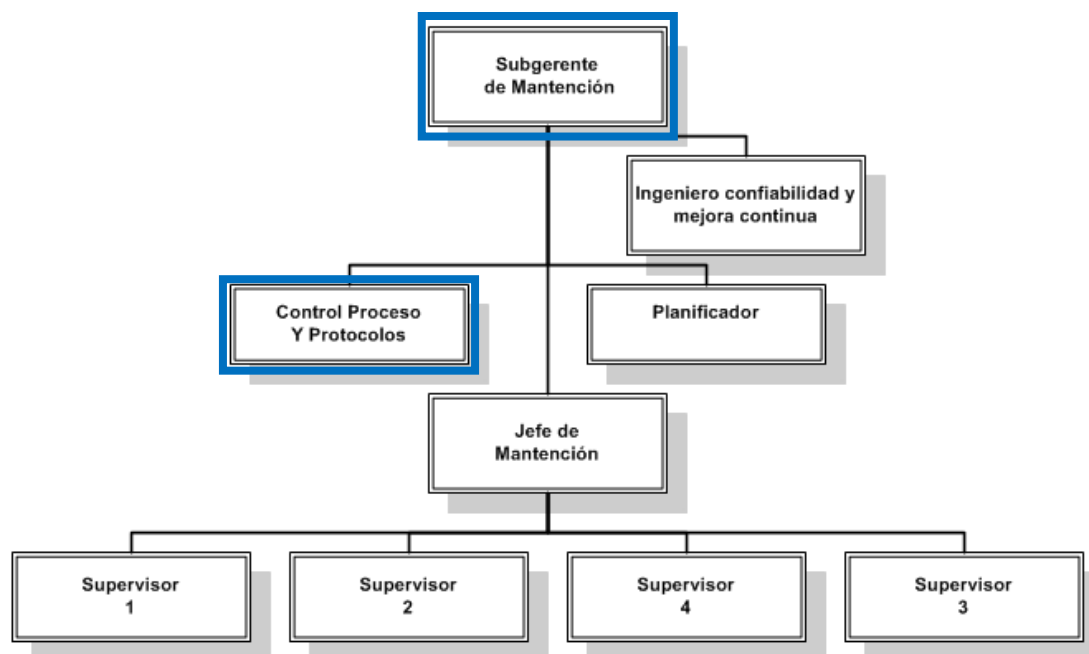 Subgerente
de Mantención
Ingeniero confiabilidad y
mejora continua
Control Proceso
Y Protocolos
Planificador
Jefe de
Mantención
Supervisor
1
Supervisor
2
Supervisor
4
Supervisor
3